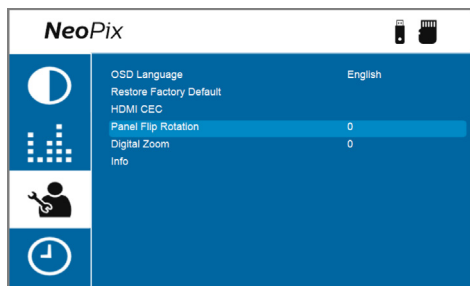 NeoPix
OSD Language English
Restore Factory Default
HDMI CEC
Panel Flip Rotation 0
Digital Zoom 0
Info